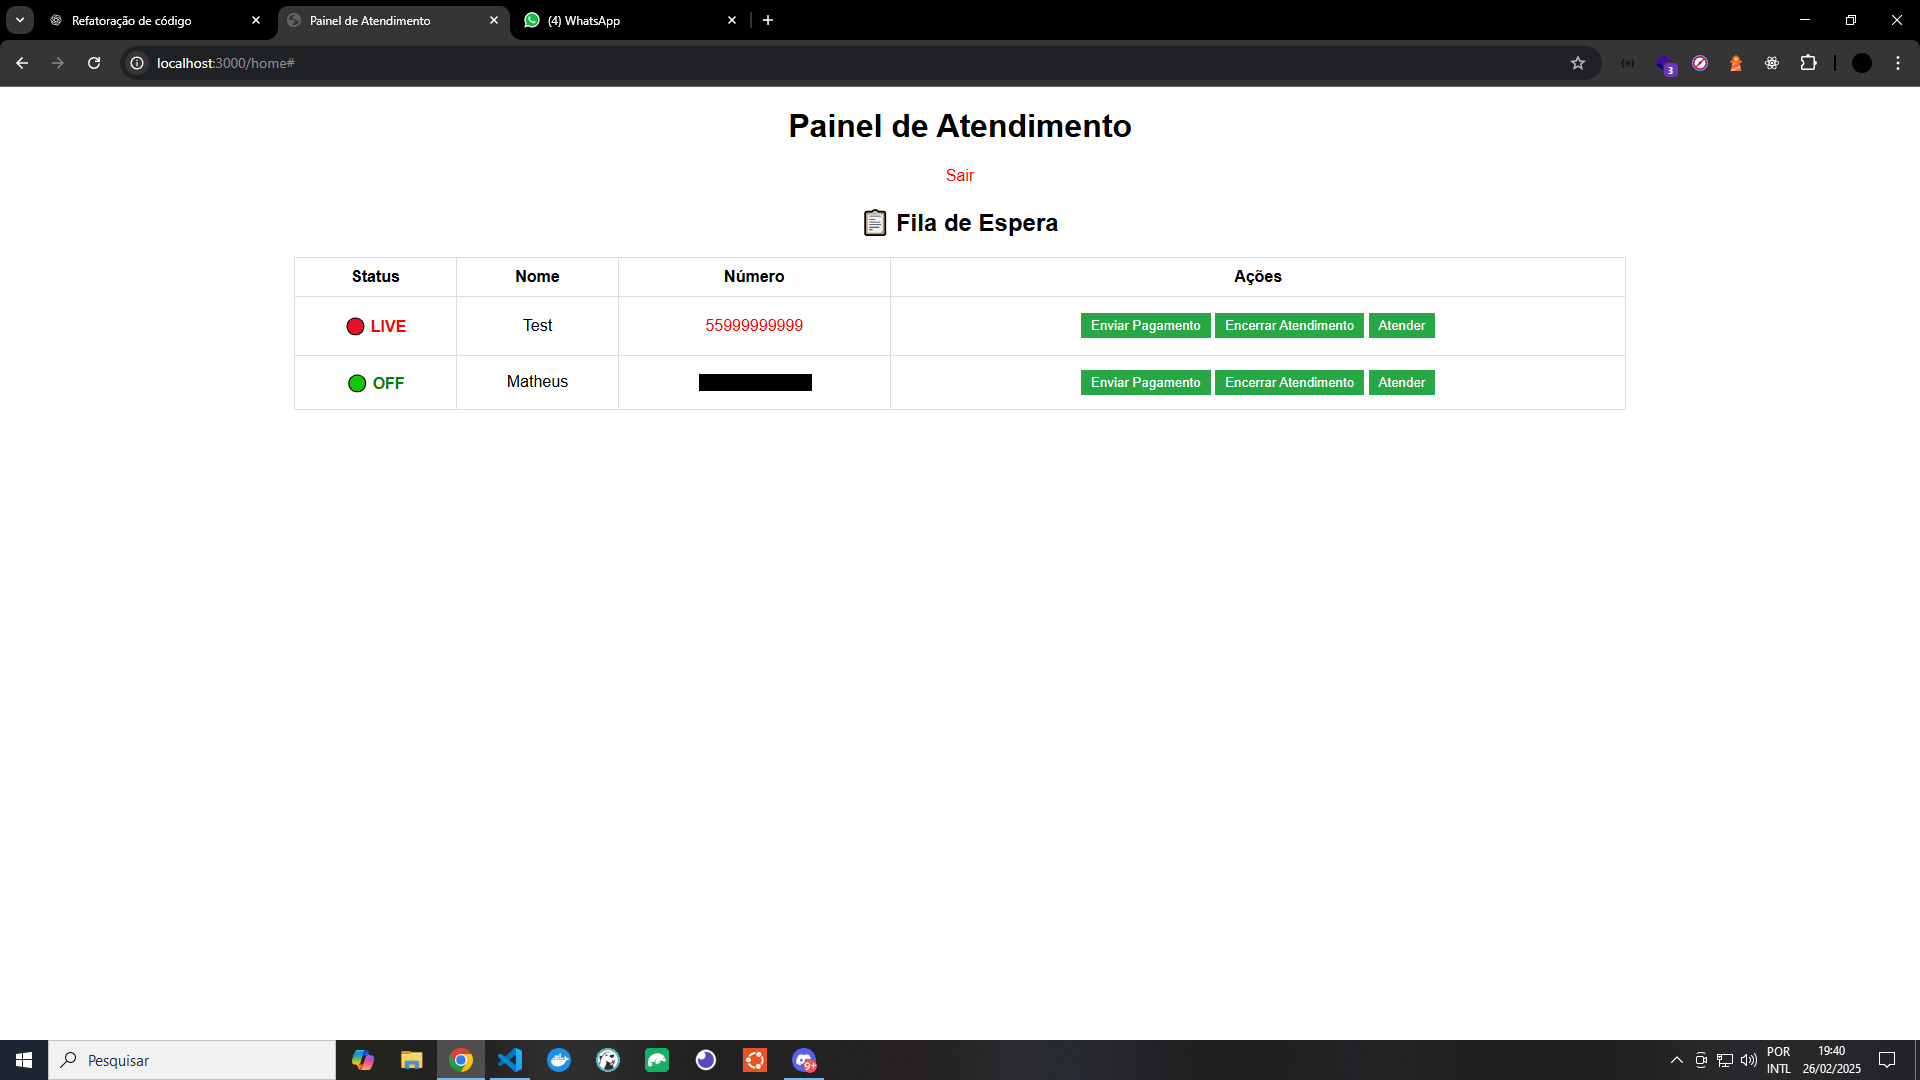 Refatoração de código
Painel de Atendimento
(4) WhatsApp
localhost:3000/home#
3
Painel de Atendimento
Sair
Fila de Espera
Status Nome Número Ações
LIVE Test 55999999999 Enviar Pagamento Encerrar Atendimento Atender
OFF Matheus Enviar Pagamento Encerrar Atendimento Atender
Pesquisar
9+
POR
INTL
19:40
26/02/2025